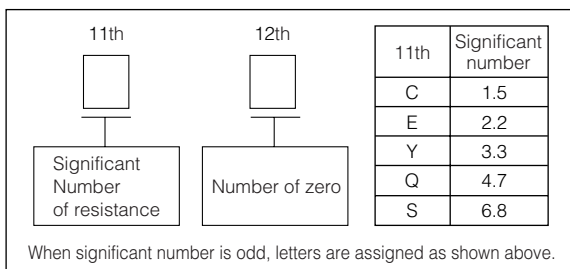 11th
12th
Significant
Number
of resistance
Number of zero
11th Significant number
C 1.5
E 2.2
Y 3.3
Q 4.7
S 6.8
When significant number is odd, letters are assigned as shown above.